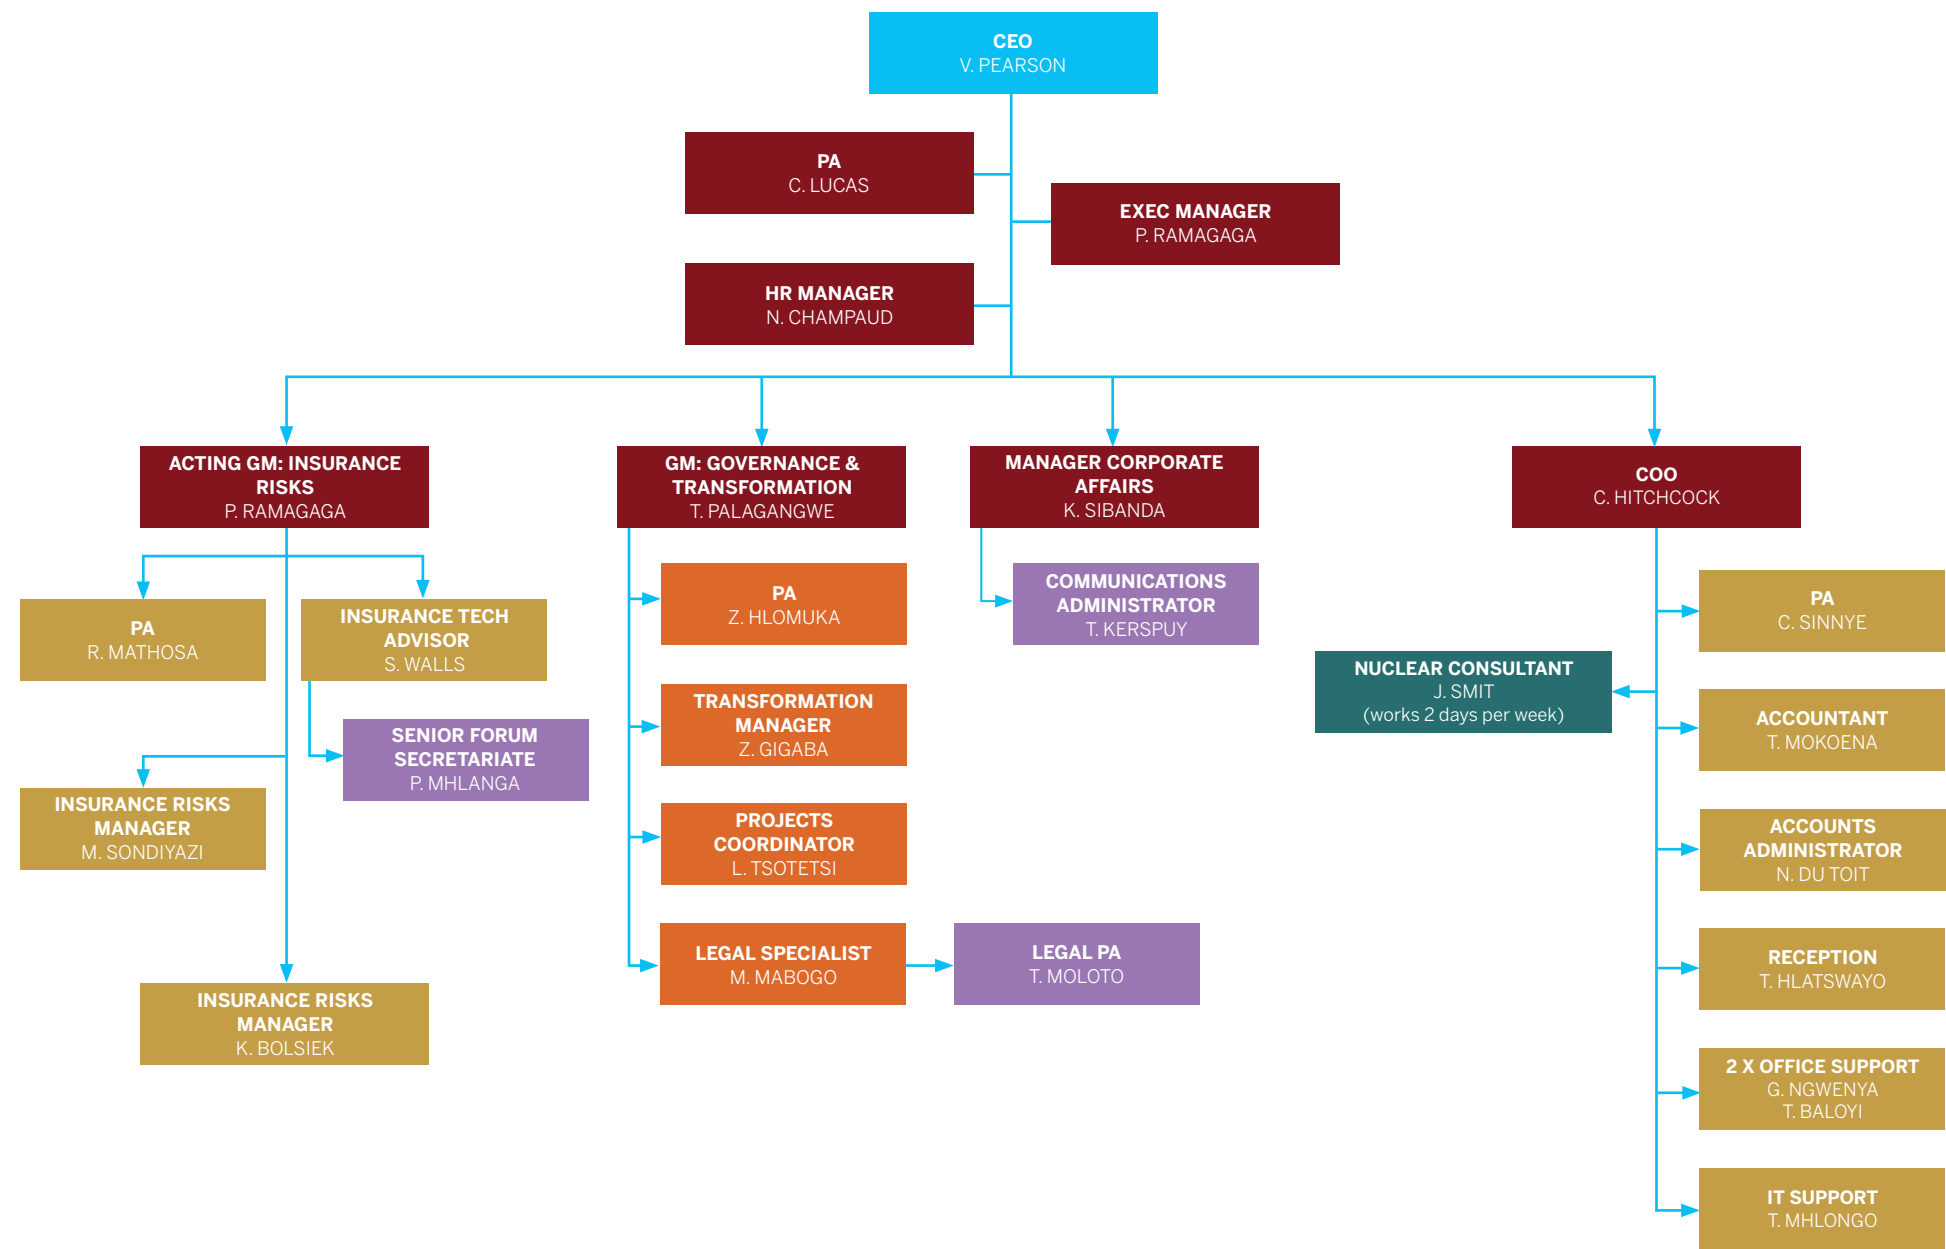 CEO
V. PEARSON
PA
C. LUCAS
EXEC MANAGER
P. RAMAGAGA
HR MANAGER
N. CHAMPAUD
ACTING GM: INSURANCE
RISKS
P. RAMAGAGA
GM: GOVERNANCE &
TRANSFORMATION
T. PALAGANGWE
MANAGER CORPORATE
AFFAIRS
K. SIBANDA
COO
C. HITCHCOCK
PA
R. MATHOSA
INSURANCE TECH
ADVISOR
S. WALLS
SENIOR FORUM
SECRETARIATE
P. MHLANGA
INSURANCE RISKS
MANAGER
M. SONDIYAZI
INSURANCE RISKS
MANAGER
K. BOLSIEK
PA
Z. HLOMUKA
TRANSFORMATION
MANAGER
Z. GIGABA
PROJECTS
COORDINATOR
L. TSOTETSI
LEGAL SPECIALIST
M. MABOGO
LEGAL PA
T. MOLOTO
COMMUNICATIONS
ADMINISTRATOR
T. KERSPUY
NUCLEAR CONSULTANT
J. SMIT
(works 2 days per week)
PA
C. SINNYE
ACCOUNTANT
T. MOKOENA
ACCOUNTS
ADMINISTRATOR
N. DU TOIT
RECEPTION
T. HLATSWAYO
2 X OFFICE SUPPORT
G. NGWENYA
T. BALOYI
IT SUPPORT
T. MHLONGO